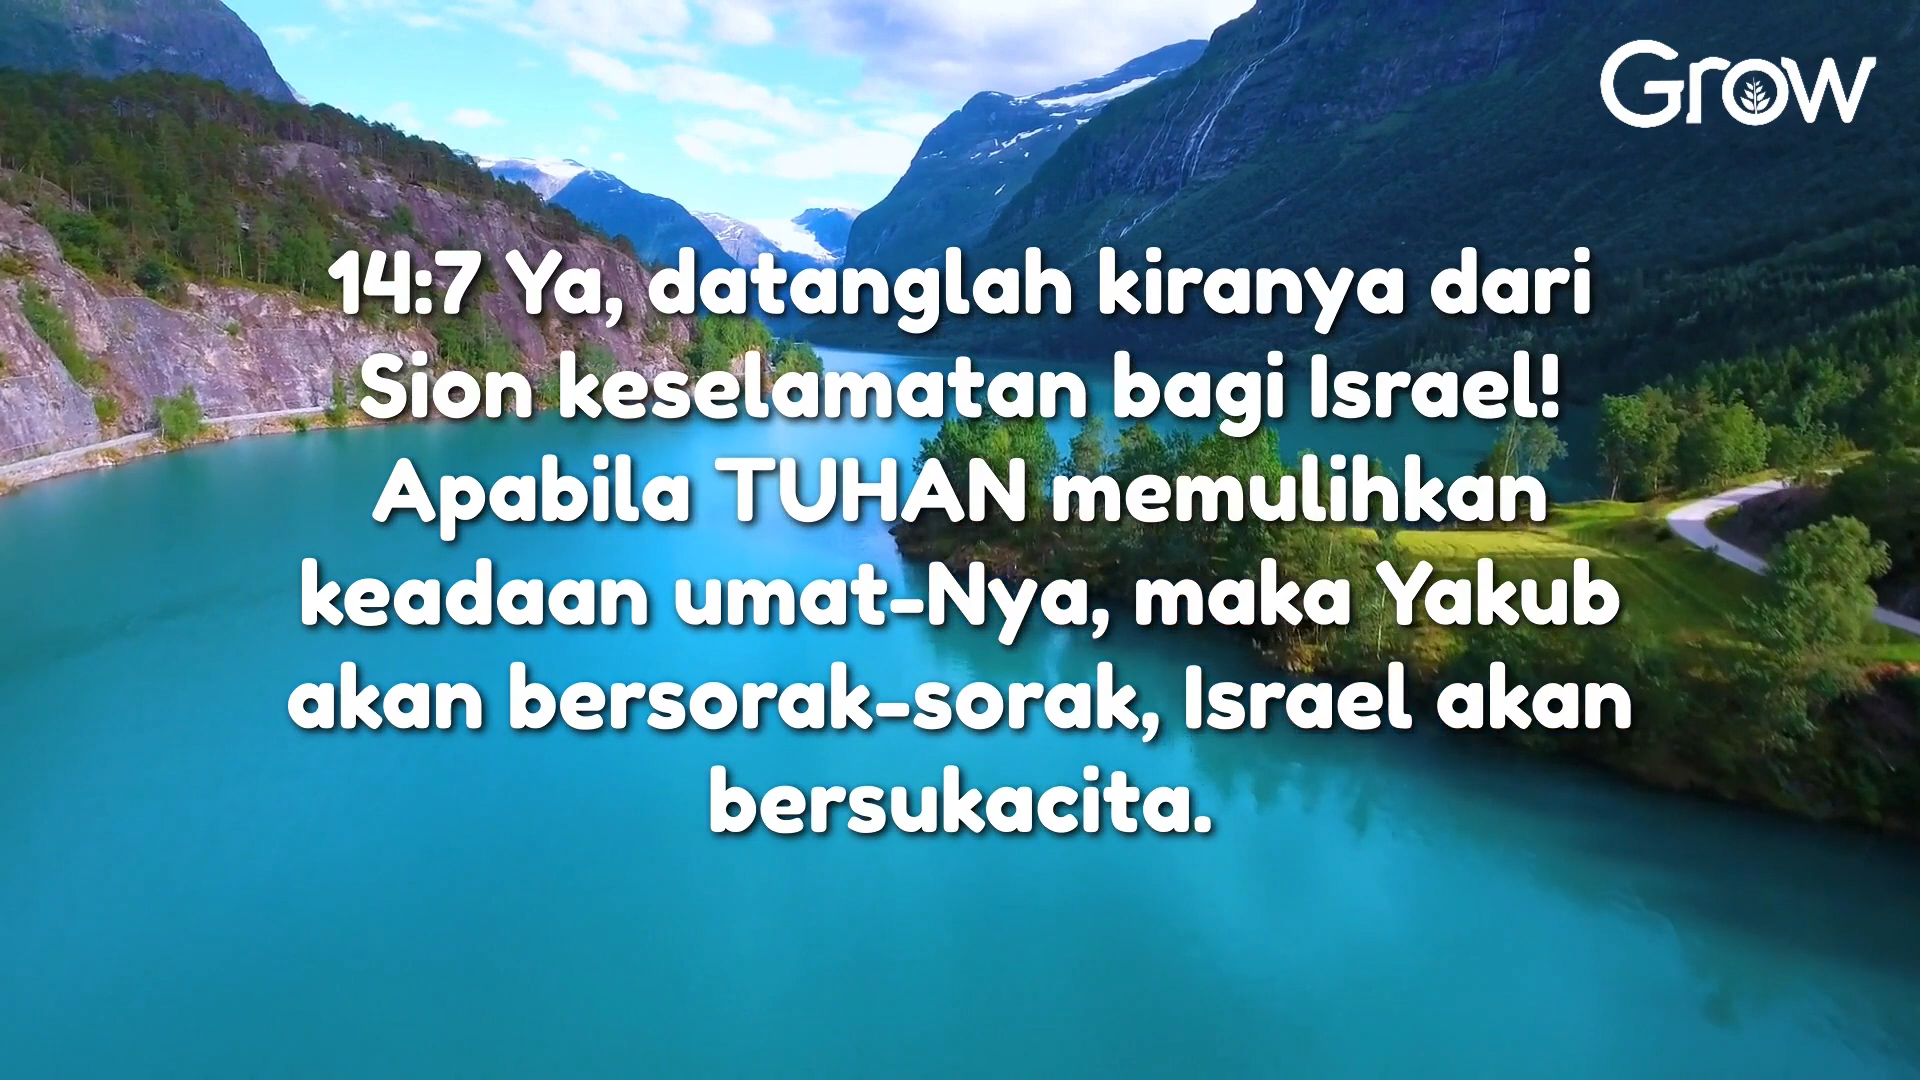 Grow
14:7 Ya, datanglah kiranya dari
Sion keselamatan bagi Israel!
Apabila TUHAN memulihkan
keadaan umat-Nya, maka Yakub
akan bersorak-sorak, Israel akan
bersukacita.